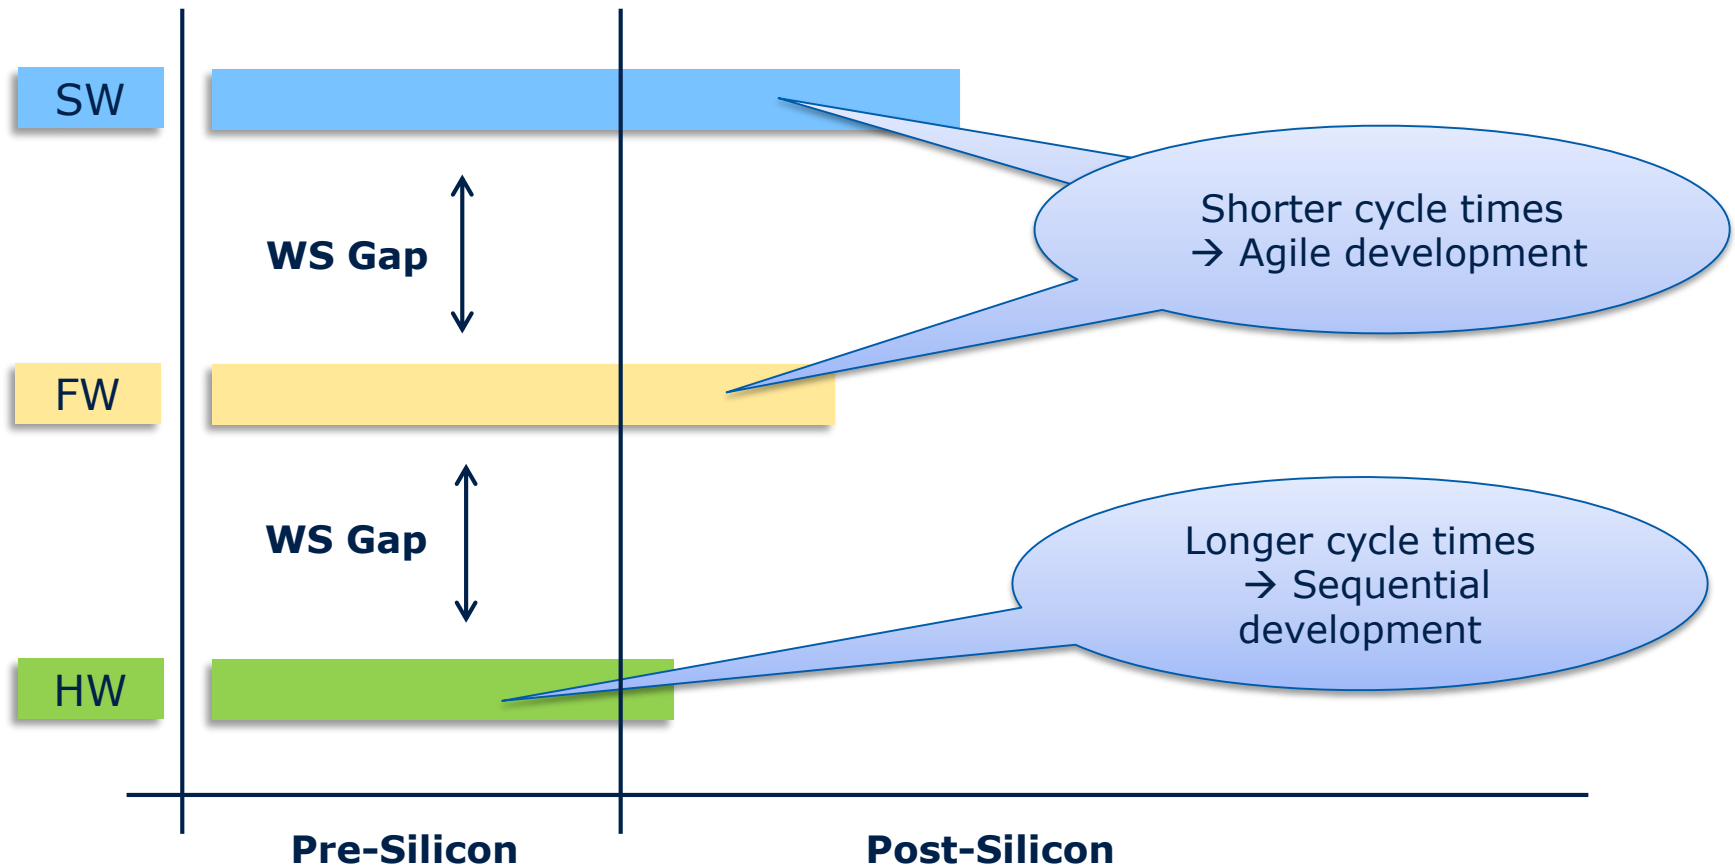 SW
Shorter cycle times
→ Agile development
WS Gap
FW
WS Gap
Longer cycle times
→ Sequential
development
HW
Pre-Silicon
Post-Silicon